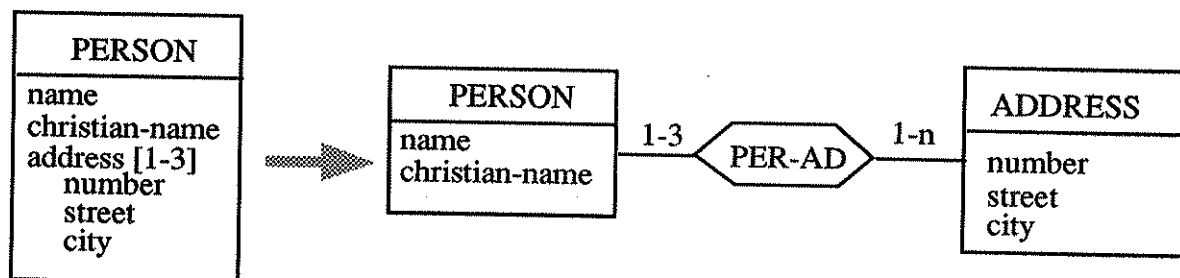 PERSON
name
christian-name
address [1-3]
number
street
city
PERSON
name
christian-name
1-3
PER-AD
1-n
ADDRESS
number
street
city